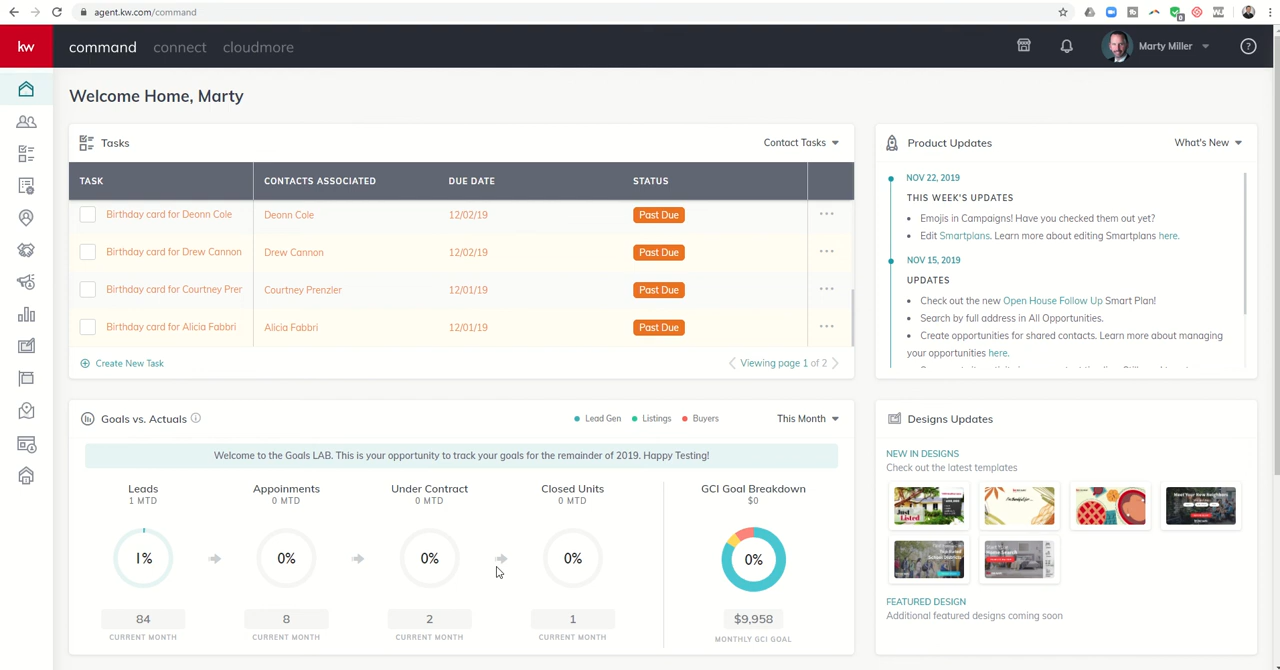 agent.kw.com/command
kw
command connect cloudmore
Marty Miller
Welcome Home, Marty
Tasks
Contact Tasks
TASK CONTACTS ASSOCIATED DUE DATE STATUS
Birthday card for Deonn Cole Deonn Cole 12/02/19 Past Due
Birthday card for Drew Cannon Drew Cannon 12/02/19 Past Due
Birthday card for Courtney Prer Courtney Prenzler 12/01/19 Past Due
Birthday card for Alicia Fabbri Alicia Fabbri 12/01/19 Past Due
Create New Task
Viewing page 1 of 2
Product Updates
What's New
NOV 22, 2019
THIS WEEK'S UPDATES
Emojis in Campaigns! Have you checked them out yet?
Edit Smartplans. Learn more about editing Smartplans here.
NOV 15, 2019
UPDATES
Check out the new Open House Follow Up Smart Plan!
Search by full address in All Opportunities.
Create opportunities for shared contacts. Learn more about managing
your opportunities here.
Goals vs. Actuals
Lead Gen Listings Buyers
This Month
Welcome to the Goals LAB. This is your opportunity to track your goals for the remainder of 2019. Happy Testing!
Leads Appoinments Under Contract Closed Units GCI Goal Breakdown
1 MTD 0 MTD 0 MTD 0 MTD $0
1% 0% 0% 0% 0%
84 8 2 1 $9,958
CURRENT MONTH CURRENT MONTH CURRENT MONTH CURRENT MONTH MONTHLY GCI GOAL
Designs Updates
NEW IN DESIGNS
Check out the latest templates
Just
Listed
Meet Your New Neighbors
Home Search
FEATURED DESIGN
Additional featured designs coming soon